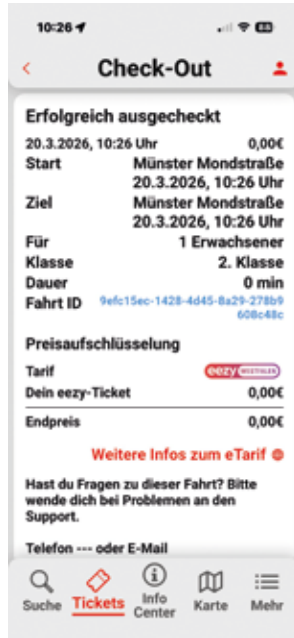 10:26
Check-Out
Erfolgreich ausgecheckt
20.3.2026, 10:26 Uhr 0,00€
Start Münster Mondstraße
20.3.2026, 10:26 Uhr
Ziel Münster Mondstraße
20.3.2026, 10:26 Uhr
Für 1 Erwachsener
Klasse 2. Klasse
Dauer 0 min
Fahrt ID 9efc15ec-1428-4d45-8a29-278b9
608c48c
Preisaufschlüsselung
Tarif eezy WESTFALEN
Dein eezy-Ticket 0,00€
Endpreis 0,00€
Weitere Infos zum eTarif
Hast du Fragen zu dieser Fahrt? Bitte
wende dich bei Problemen an den
Support.
Telefon --- oder E-Mail
Suche Tickets Info Center Karte Mehr